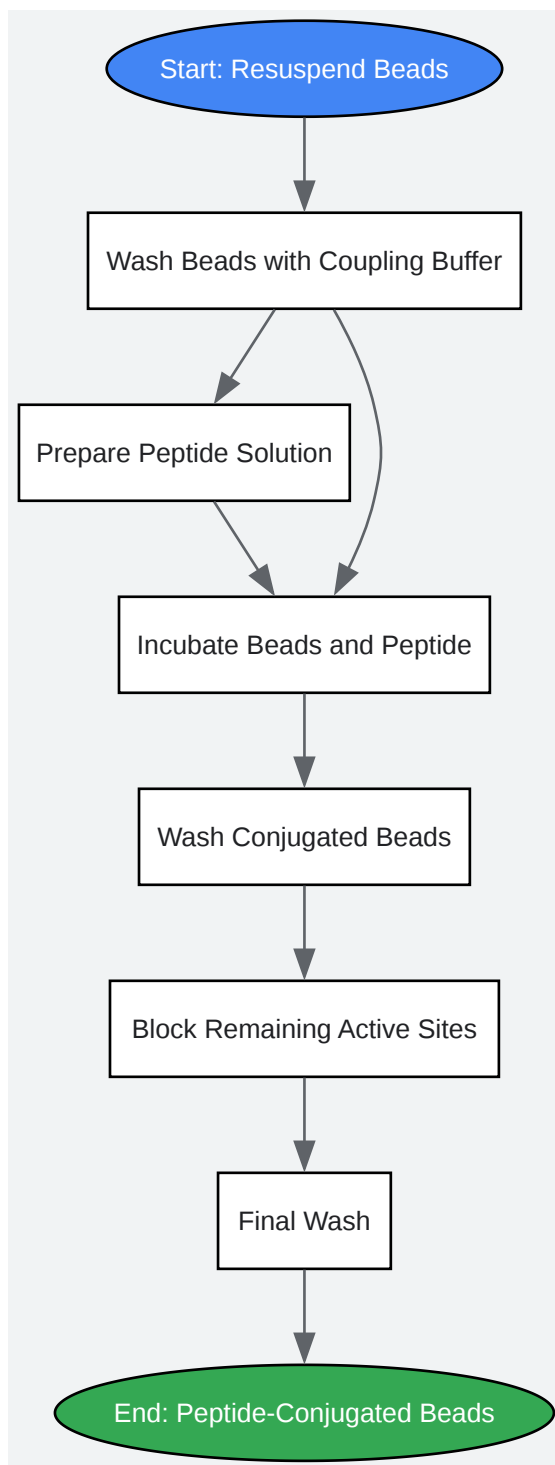 Start: Resuspend Beads
Wash Beads with Coupling Buffer
Prepare Peptide Solution
Incubate Beads and Peptide
Wash Conjugated Beads
Block Remaining Active Sites
Final Wash
End: Peptide-Conjugated Beads